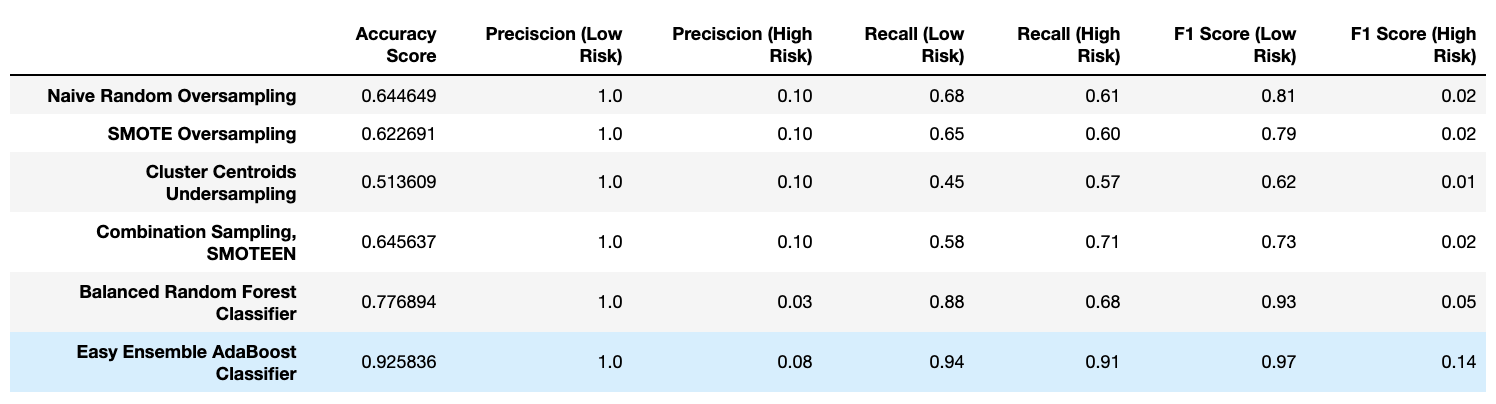 Accuracy Score Preciscion (Low Risk) Preciscion (High Risk) Recall (Low Risk) Recall (High Risk) F1 Score (Low Risk) F1 Score (High Risk)
Naive Random Oversampling 0.644649 1.0 0.10 0.68 0.61 0.81 0.02
SMOTE Oversampling 0.622691 1.0 0.10 0.65 0.60 0.79 0.02
Cluster Centroids Undersampling 0.513609 1.0 0.10 0.45 0.57 0.62 0.01
Combination Sampling, SMOTEEN 0.645637 1.0 0.10 0.58 0.71 0.73 0.02
Balanced Random Forest Classifier 0.776894 1.0 0.03 0.88 0.68 0.93 0.05
Easy Ensemble AdaBoost Classifier 0.925836 1.0 0.08 0.94 0.91 0.97 0.14